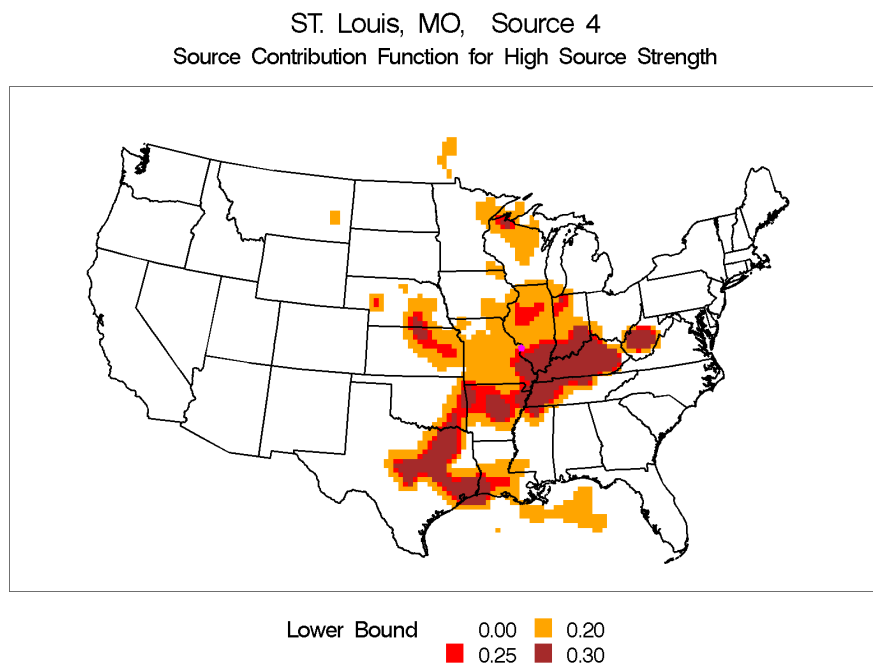 ST. Louis, MO, Source 4
Source Contribution Function for High Source Strength
Lower Bound 0.00 0.20
0.25 0.30